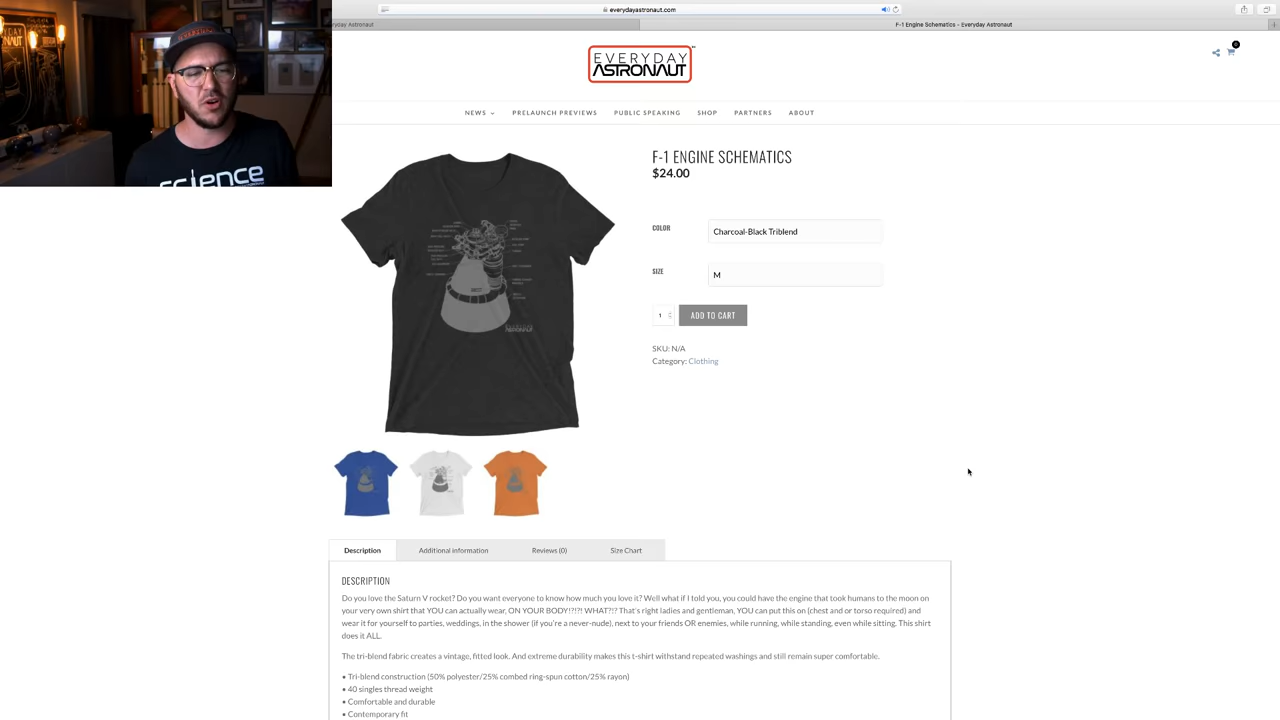 everydayastronaut.com
ryday Astronaut
F-1 Engine Schematics – Everyday Astronaut
EVERYDAY
ASTRONAUT
0
NEWS
PRELAUNCH PREVIEWS
PUBLIC SPEAKING
SHOP
PARTNERS
ABOUT
science
F-1 ENGINE SCHEMATICS
$24.00
COLOR
Charcoal-Black Triblend
SIZE
M
1
ADD TO CART
SKU: N/A
Category: Clothing
Description
Additional information
Reviews (0)
Size Chart
DESCRIPTION
Do you love the Saturn V rocket? Do you want everyone to know how much you love it? Well what if I told you, you could have the engine that took humans to the moon on
your very own shirt that YOU can actually wear, ON YOUR BODY!?!?! WHAT?!? That's right ladies and gentleman, YOU can put this on (chest and or torso required) and
wear it for yourself to parties, weddings, in the shower (if you're a never-nude), next to your friends OR enemies, while running, while standing, even while sitting. This shirt
does it ALL.
The tri-blend fabric creates a vintage, fitted look. And extreme durability makes this t-shirt withstand repeated washings and still remain super comfortable.
• Tri-blend construction (50% polyester/25% combed ring-spun cotton/25% rayon)
• 40 singles thread weight
• Comfortable and durable
• Contemporary fit